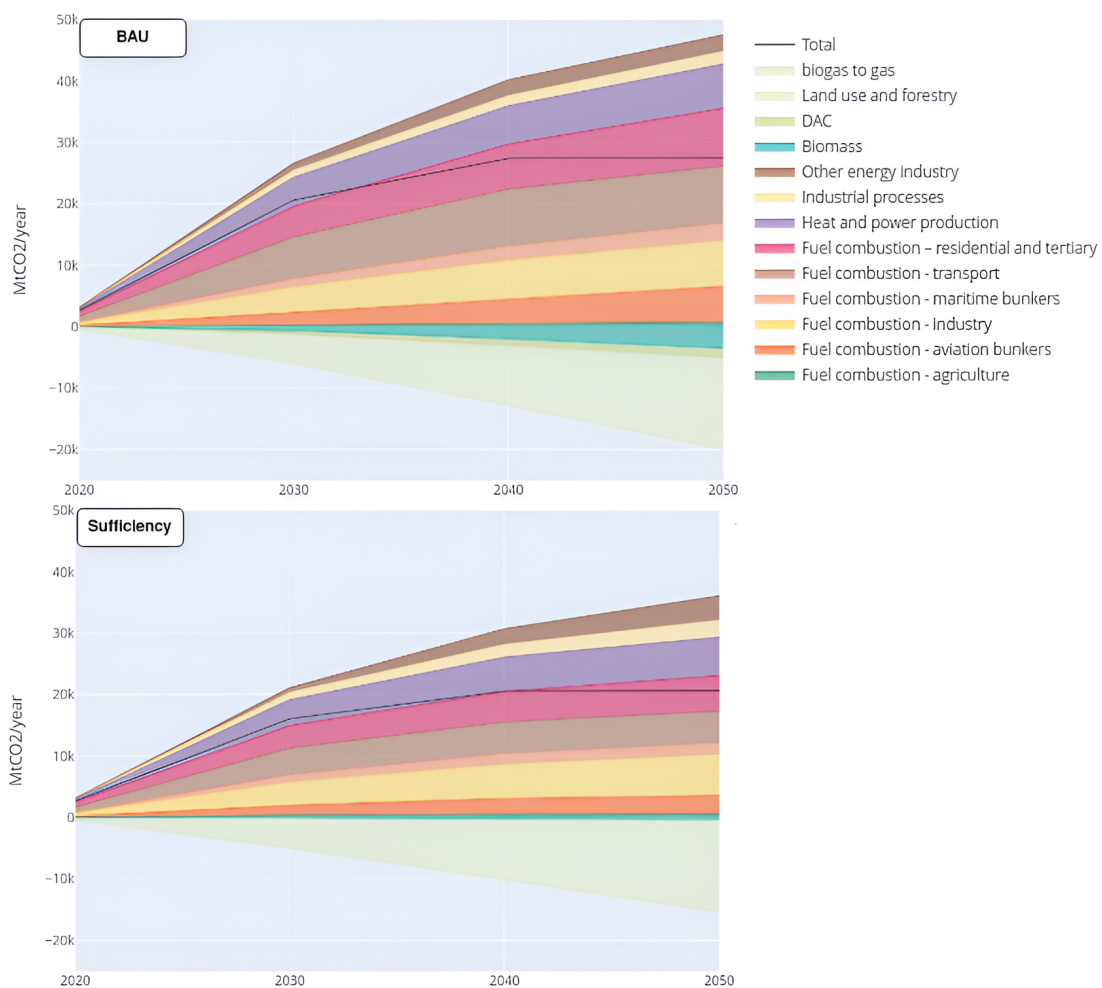 BAU
50k
40k
30k
20k
10k
0
−10k
−20k
MtCO2/year
2020 2030 2040 2050
Total
biogas to gas
Land use and forestry
DAC
Biomass
Other energy industry
Industrial processes
Heat and power production
Fuel combustion – residential and tertiary
Fuel combustion - transport
Fuel combustion - maritime bunkers
Fuel combustion - industry
Fuel combustion - aviation bunkers
Fuel combustion - agriculture
Sufficiency
50k
40k
30k
20k
10k
0
−10k
−20k
MtCO2/year
2020 2030 2040 2050